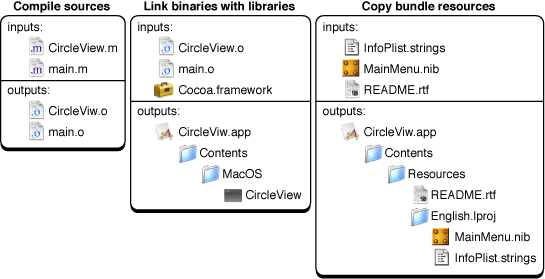 Compile sources
inputs:
CircleView.m
main.m
outputs:
CircleViw.o
main.o
Link binaries with libraries
inputs:
CircleView.o
main.o
Cocoa.framework
outputs:
CircleViw.app
Contents
MacOS
CircleView
Copy bundle resources
inputs:
InfoPlist.strings
MainMenu.nib
README.rtf
outputs:
CircleViw.app
Contents
Resources
README.rtf
English.lproj
MainMenu.nib
InfoPlist.strings